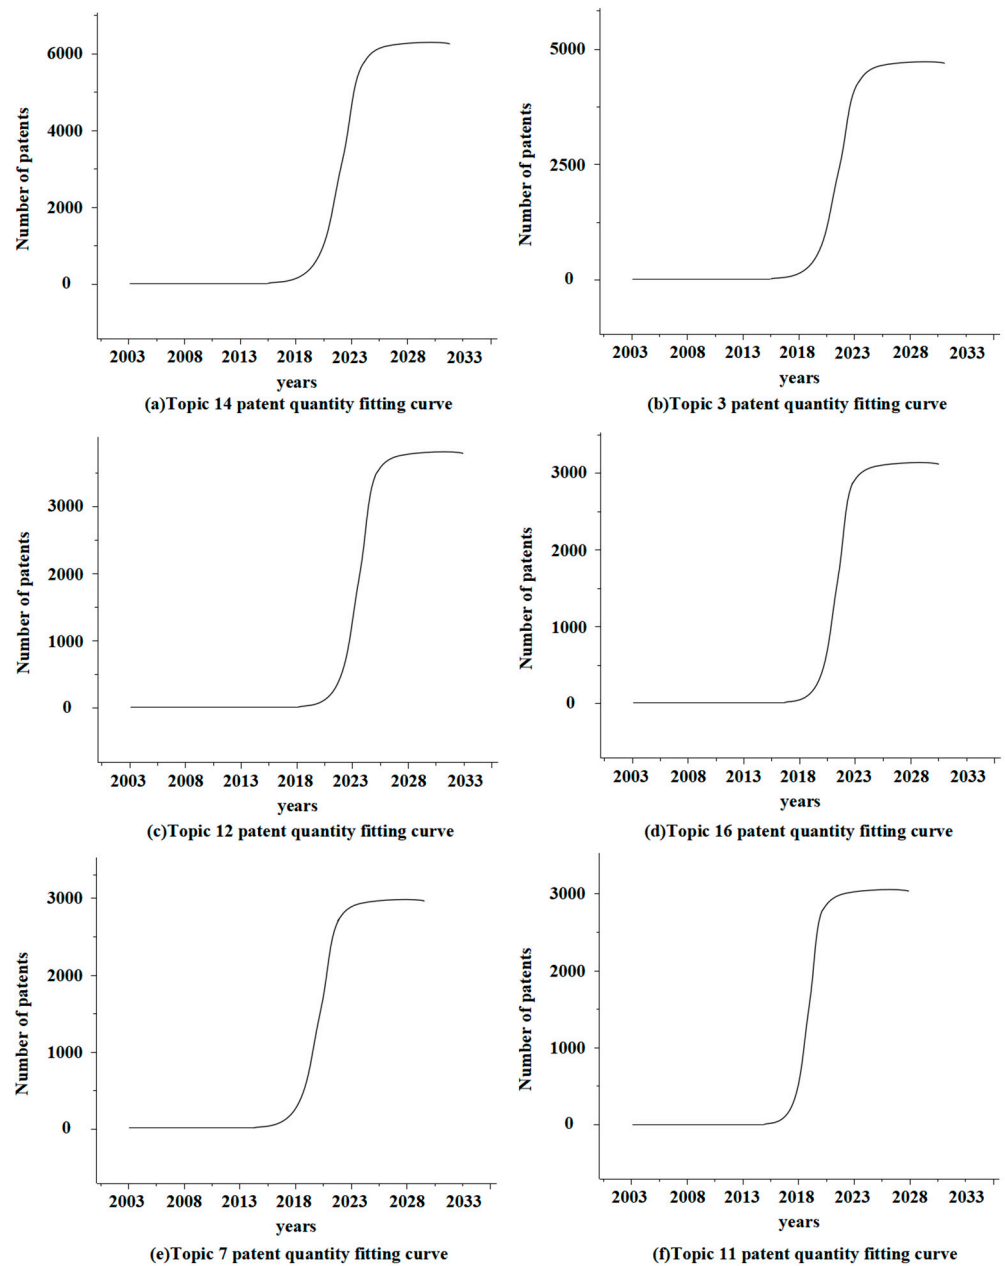 6000
4000
2000
0
Number of patents
2003 2008 2013 2018 2023 2028 2033
years
(a)Topic 14 patent quantity fitting curve
5000
2500
0
Number of patents
2003 2008 2013 2018 2023 2028 2033
years
(b)Topic 3 patent quantity fitting curve
3000
2000
1000
0
Number of patents
2003 2008 2013 2018 2023 2028 2033
years
(c)Topic 12 patent quantity fitting curve
3000
2000
1000
0
Number of patents
2003 2008 2013 2018 2023 2028 2033
years
(d)Topic 16 patent quantity fitting curve
3000
2000
1000
0
Number of patents
2003 2008 2013 2018 2023 2028 2033
years
(e)Topic 7 patent quantity fitting curve
3000
2000
1000
0
Number of patents
2003 2008 2013 2018 2023 2028 2033
years
(f)Topic 11 patent quantity fitting curve